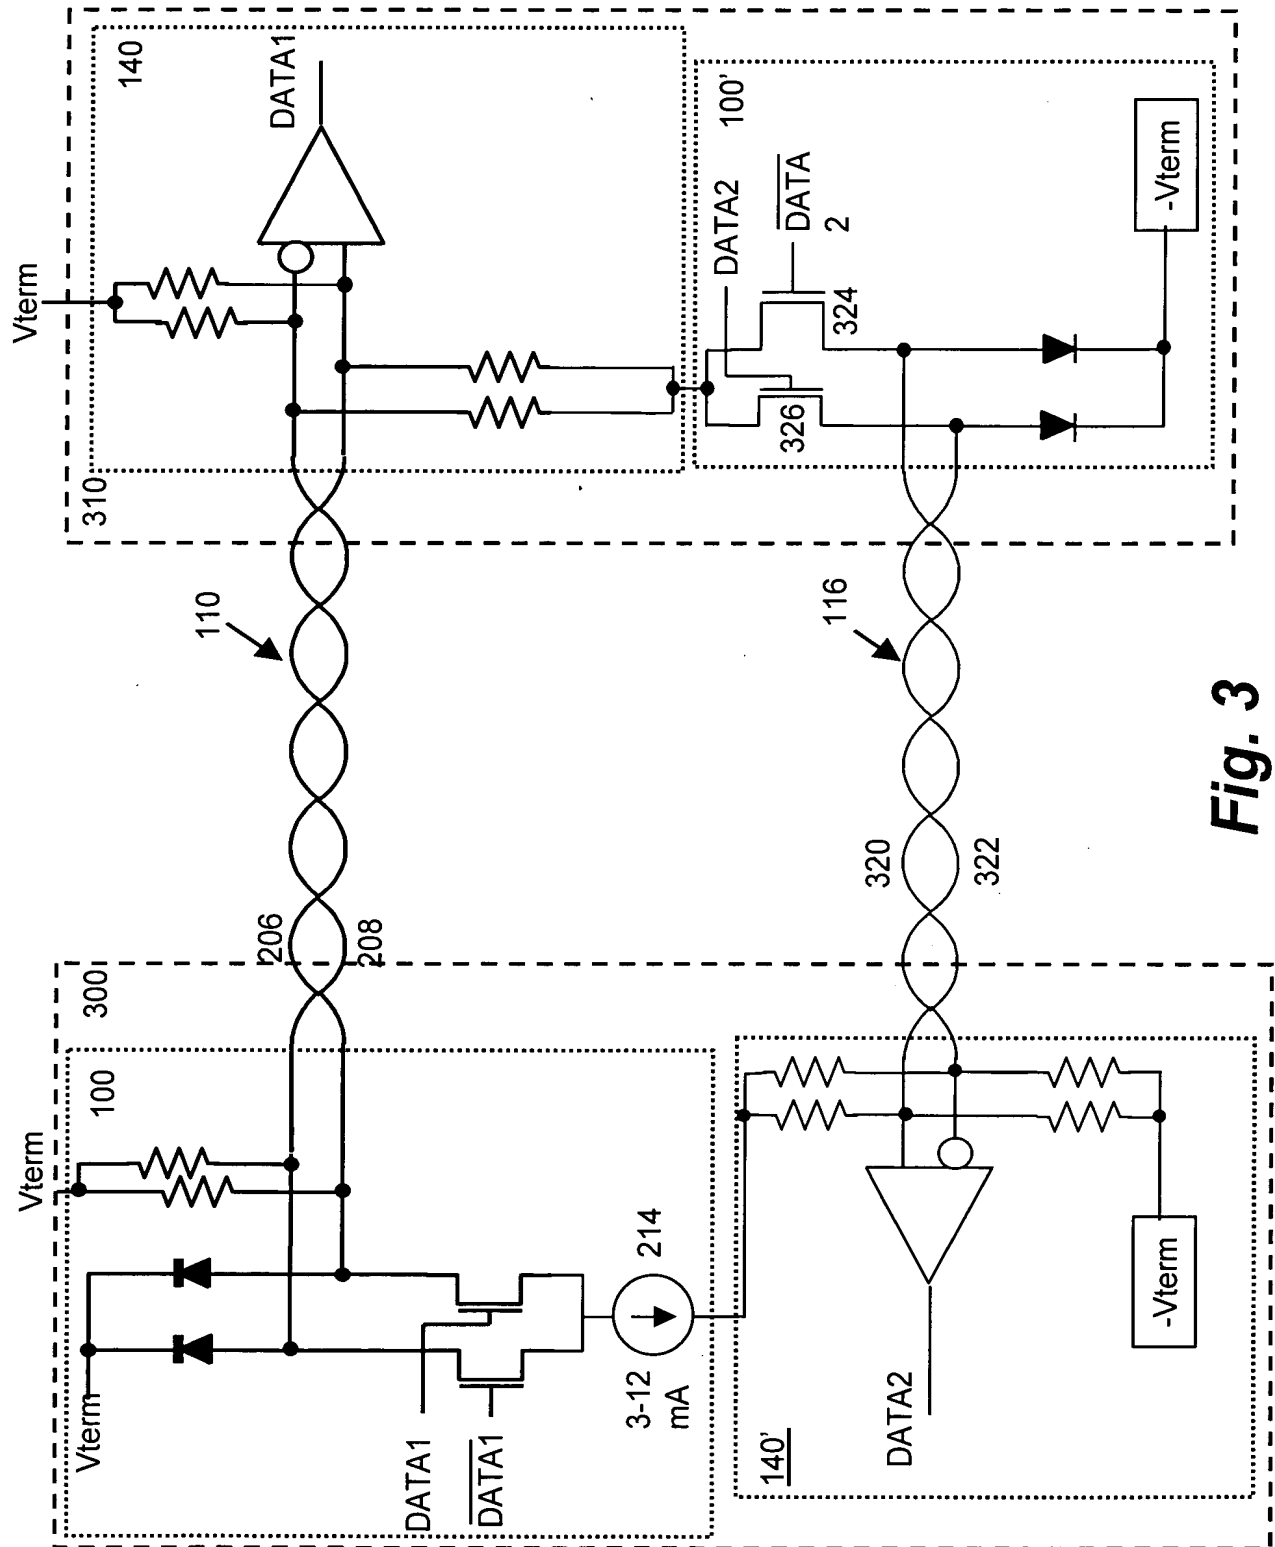 Vterm
140
DATA1
310
110
206
208
300
100
Vterm
Vterm
DATA1
DATA1
3-12
mA
214
100'
DATA2
DATA
2
324
326
-Vterm
116
320
322
140'
DATA2
-Vterm
Fig. 3